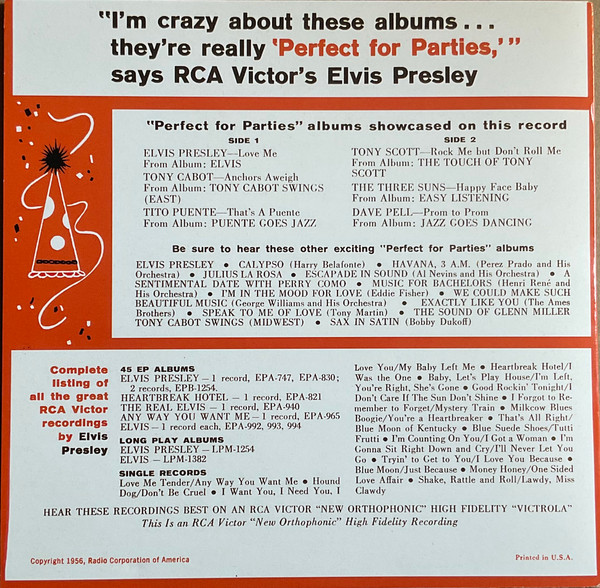 "I'm crazy about these albums...
they're really 'Perfect for Parties,'"
says RCA Victor's Elvis Presley
"Perfect for Parties" albums showcased on this record
SIDE 1
ELVIS PRESLEY—Love Me
From Album: ELVIS
TONY CABOT—Anchors Aweigh
From Album: TONY CABOT SWINGS
(EAST)
TITO PUENTE—That's A Puente
From Album: PUENTE GOES JAZZ
SIDE 2
TONY SCOTT—Rock Me but Don't Roll Me
From Album: THE TOUCH OF TONY
SCOTT
THE THREE SUNS—Happy Face Baby
From Album: EASY LISTENING
DAVE PELL—Prom to Prom
From Album: JAZZ GOES DANCING
Be sure to hear these other exciting "Perfect for Parties" albums
ELVIS PRESLEY • CALYPSO (Harry Belafonte) • HAVANA, 3 A.M. (Perez Prado and His
Orchestra) • JULIUS LA ROSA • ESCAPADE IN SOUND (Al Nevins and His Orchestra) • A
SENTIMENTAL DATE WITH PERRY COMO • MUSIC FOR BACHELORS (Henri René and
His Orchestra) • I'M IN THE MOOD FOR LOVE (Eddie Fisher) • WE COULD MAKE SUCH
BEAUTIFUL MUSIC (George Williams and His Orchestra) • EXACTLY LIKE YOU (The Ames
Brothers) • SPEAK TO ME OF LOVE (Tony Martin) • THE SOUND OF GLENN MILLER
TONY CABOT SWINGS (MIDWEST) • SAX IN SATIN (Bobby Dukoff)
Complete
listing of
all the great
RCA Victor
recordings
by Elvis
Presley
45 EP ALBUMS
ELVIS PRESLEY — 1 record, EPA-747, EPA-830;
2 records, EPB-1254.
HEARTBREAK HOTEL — 1 record, EPA-821
THE REAL ELVIS — 1 record, EPA-940
ANY WAY YOU WANT ME — 1 record, EPA-965
ELVIS — 1 record each, EPA-992, 993, 994
LONG PLAY ALBUMS
ELVIS PRESLEY — LPM-1254
ELVIS — LPM-1382
SINGLE RECORDS
Love Me Tender/Any Way You Want Me • Hound
Dog/Don't Be Cruel • I Want You, I Need You, I
Love You/My Baby Left Me • Heartbreak Hotel/I
Was the One • Baby, Let's Play House/I'm Left,
You're Right, She's Gone • Good Rockin' Tonight/I
Don't Care If The Sun Don't Shine • I Forgot to Re-
member to Forget/Mystery Train • Milkcow Blues
Boogie/You're a Heartbreaker • That's All Right/
Blue Moon of Kentucky • Blue Suede Shoes/Tutti
Frutti • I'm Counting On You/I Got a Woman • I'm
Gonna Sit Right Down and Cry/I'll Never Let You
Go • Tryin' to Get to You/I Love You Because •
Blue Moon/Just Because • Money Honey/One Sided
Love Affair • Shake, Rattle and Roll/Lawdy, Miss
Clawdy
HEAR THESE RECORDINGS BEST ON AN RCA VICTOR "NEW ORTHOPHONIC" HIGH FIDELITY "VICTROLA"
This Is an RCA Victor "New Orthophonic" High Fidelity Recording
Copyright 1956, Radio Corporation of America
Printed in U.S.A.